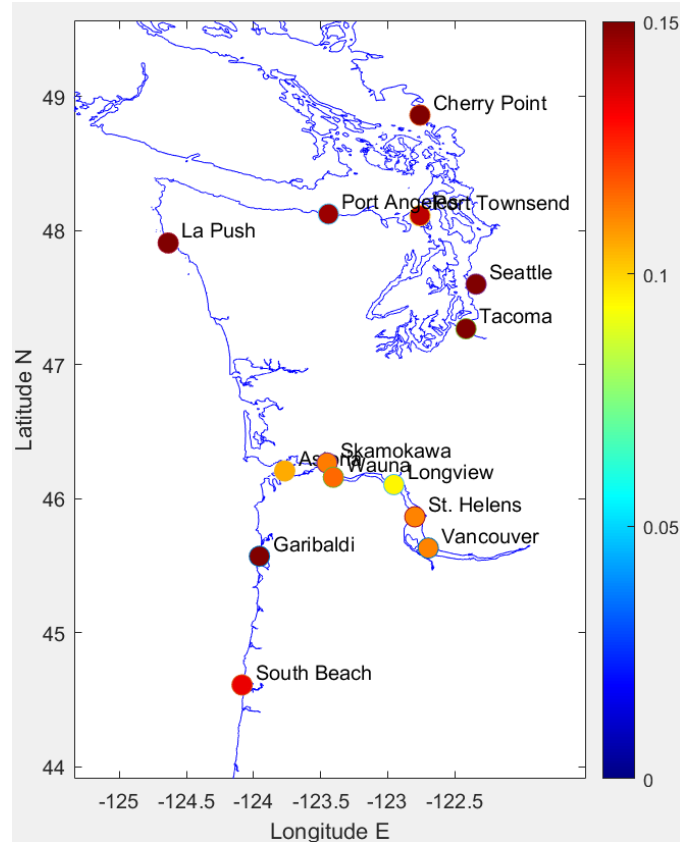 0.15
49
Cherry Point
Port Angeles
Port Townsend
48
La Push
Seattle
0.1
Tacoma
47
Latitude N
Skamokawa
Astoria
Wauna
Longview
46
St. Helens
Vancouver
0.05
Garibaldi
45
South Beach
44
0
-125
-124.5
-124
-123.5
-123
-122.5
Longitude E